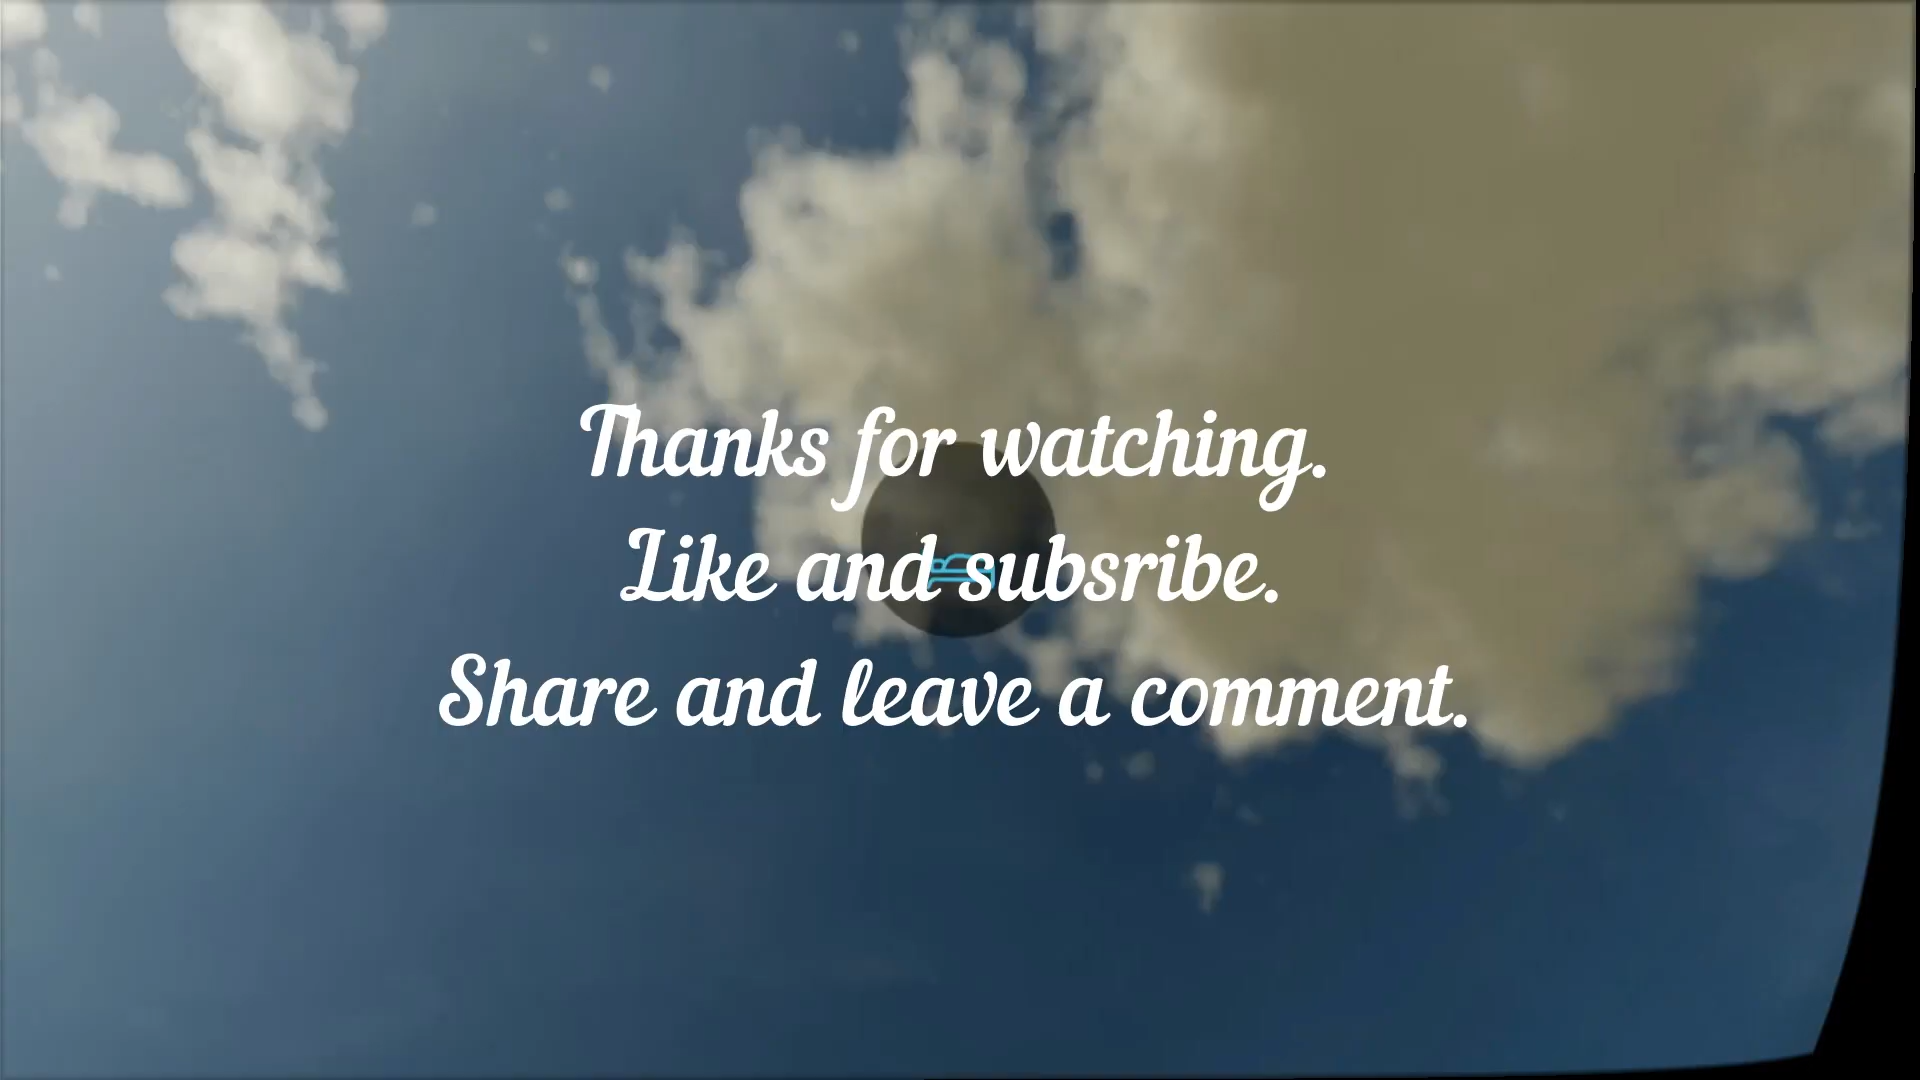 Thanks for watching.
Like and subsribe.
Share and leave a comment.